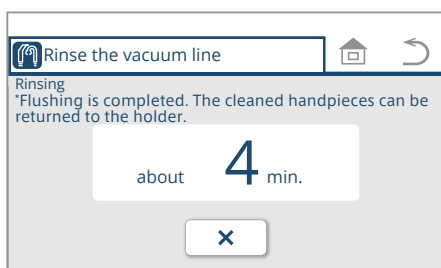 Rinse the vacuum line
Rinsing
*Flushing is completed. The cleaned handpieces can be
returned to the holder.
about 4 min.